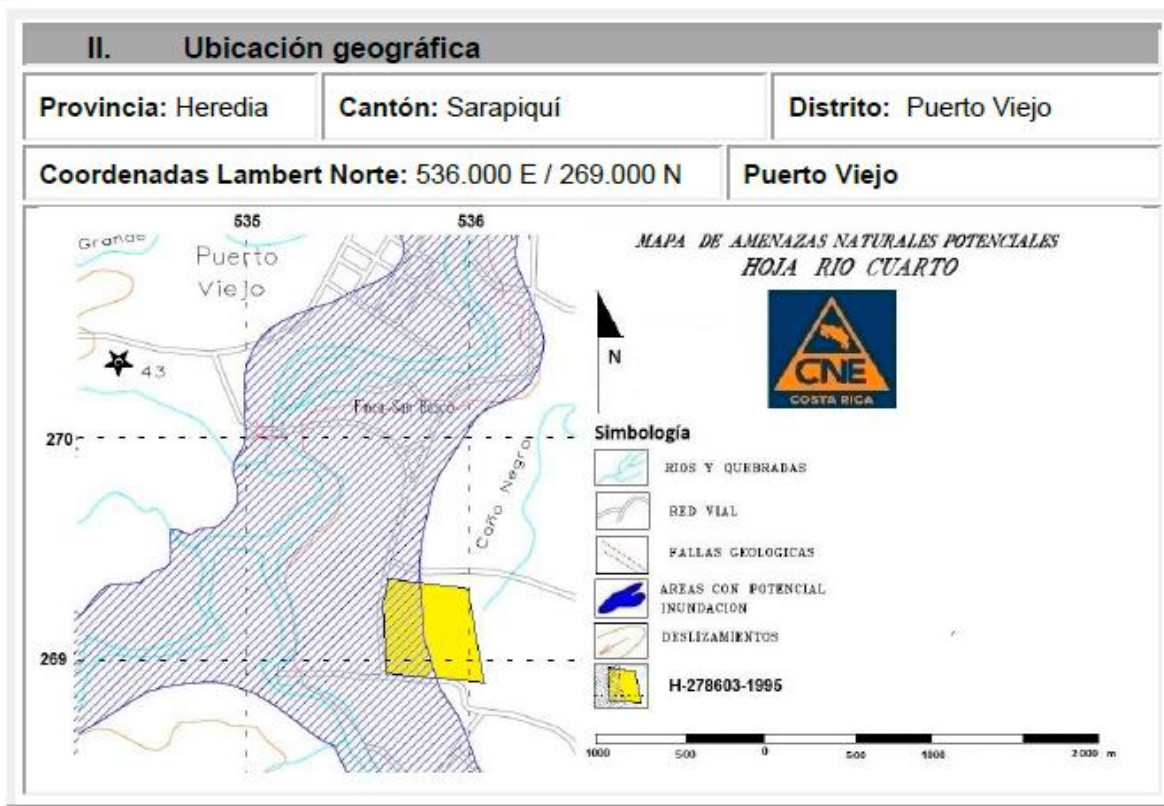 II. Ubicación geográfica
Provincia: Heredia
Cantón: Sarapiquí
Distrito: Puerto Viejo
Coordenadas Lambert Norte: 536.000 E / 269.000 N
Puerto Viejo
535
536
Grande
Puerto
Viejo
43
Finca San Bosco
270
Caño Negro
269
MAPA DE AMENAZAS NATURALES POTENCIALES
HOJA RIO CUARTO
CNE
COSTA RICA
N
Simbología
RIOS Y QUEBRADAS
RED VIAL
FALLAS GEOLOGICAS
AREAS CON POTENCIAL
INUNDACION
DESLIZAMIENTOS
H-278603-1995
1000 500 0 500 1000 2000 m